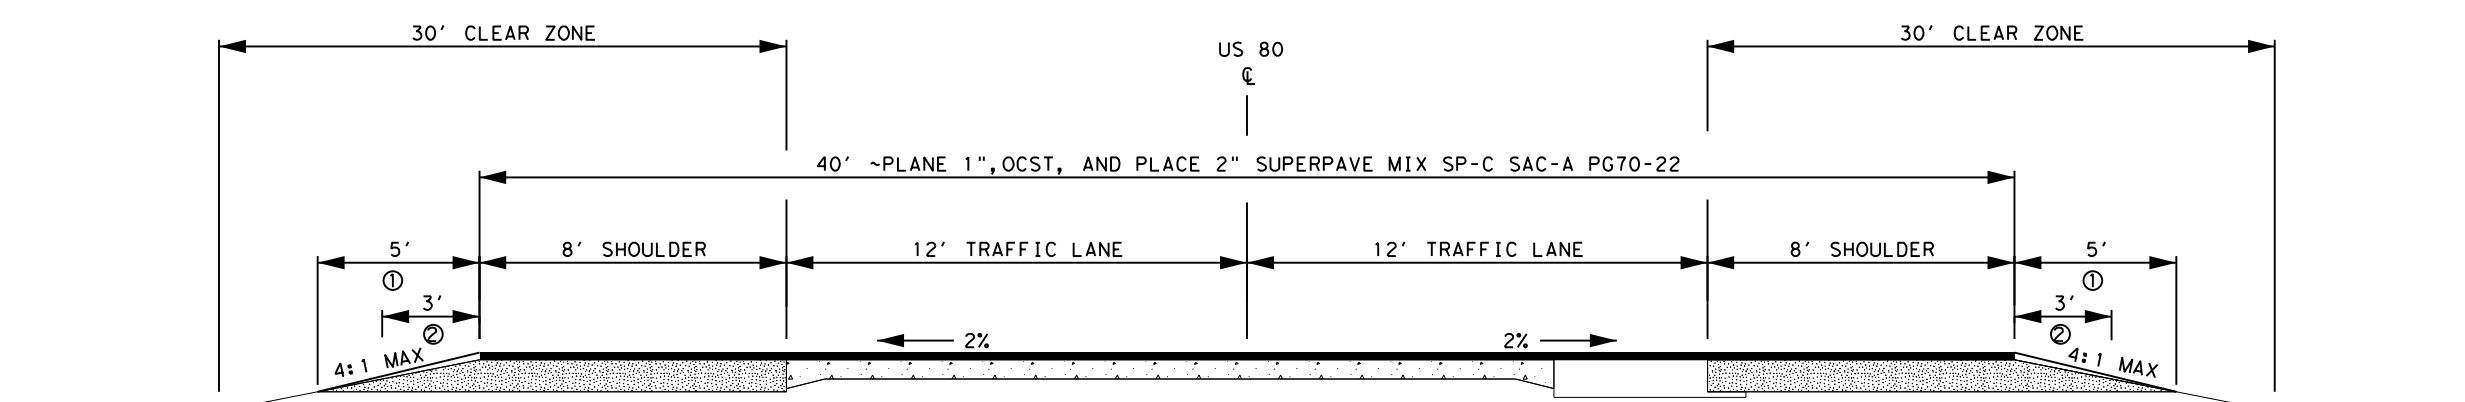 30' CLEAR ZONE
30' CLEAR ZONE
US 80
℄
40' ~PLANE 1",OCST, AND PLACE 2" SUPERPAVE MIX SP-C SAC-A PG70-22
5'
8' SHOULDER
12' TRAFFIC LANE
12' TRAFFIC LANE
8' SHOULDER
5'
①
①
3'
3'
②
②
2%
2%
4:1 MAX
4:1 MAX